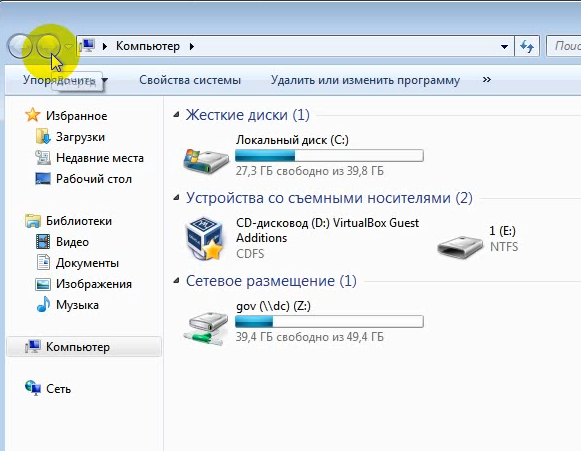 Компьютер
Поис
Упорядочить
Свойства системы
Удалить или изменить программу
»
Избранное
Загрузки
Недавние места
Рабочий стол
Библиотеки
Видео
Документы
Изображения
Музыка
Компьютер
Сеть
Жесткие диски (1)
Локальный диск (C:)
27,3 ГБ свободно из 39,8 ГБ
Устройства со съемными носителями (2)
CD-дисковод (D:) VirtualBox Guest
Additions
CDFS
1 (E:)
NTFS
Сетевое размещение (1)
gov (\\dc) (Z:)
39,4 ГБ свободно из 49,4 ГБ